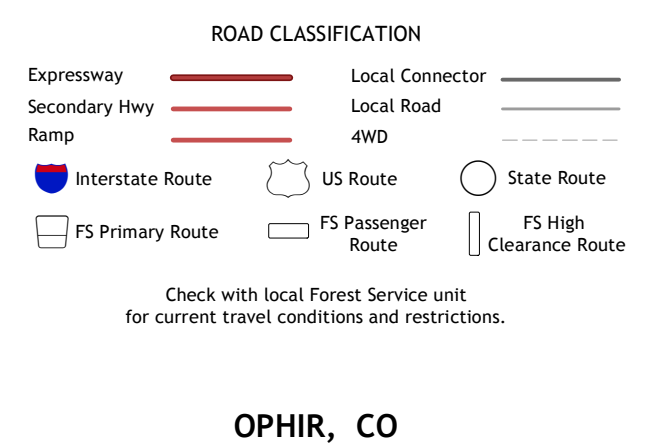 ROAD CLASSIFICATION
Expressway
Local Connector
Secondary Hwy
Local Road
Ramp
4WD
Interstate Route
US Route
State Route
FS Primary Route
FS Passenger
Route
FS High
Clearance Route
Check with local Forest Service unit
for current travel conditions and restrictions.
OPHIR, CO